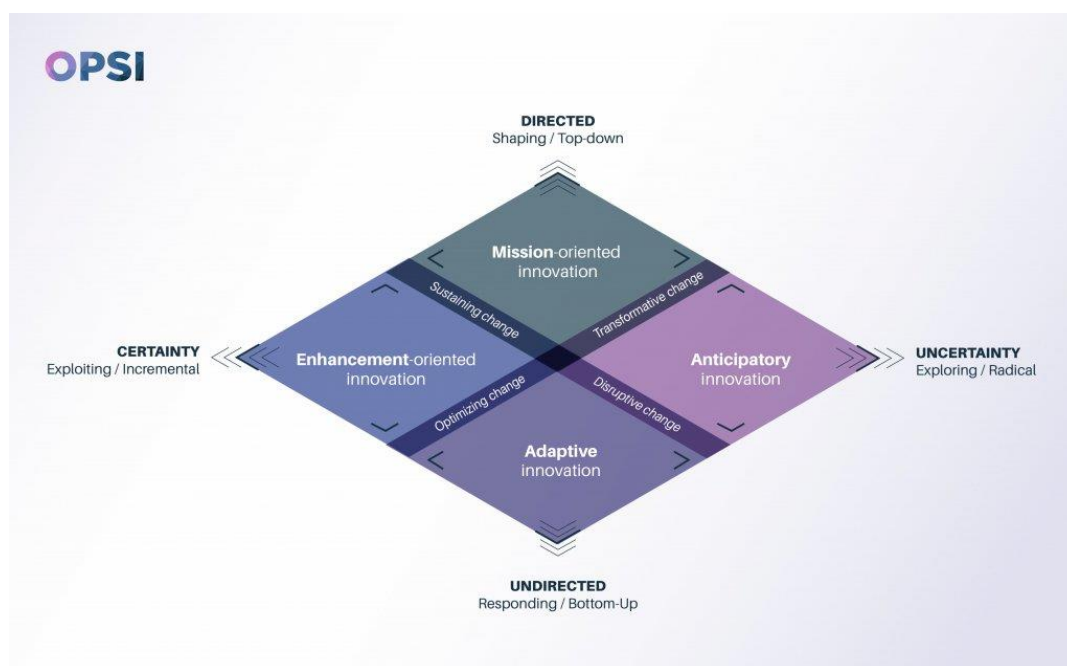 OPSI
DIRECTED
Shaping / Top-down
Mission-oriented
innovation
Sustaining change
Transformative change
CERTAINTY
Exploiting / Incremental
Enhancement-oriented
innovation
Anticipatory
innovation
UNCERTAINTY
Exploring / Radical
Optimizing change
Disruptive change
Adaptive
innovation
UNDIRECTED
Responding / Bottom-Up